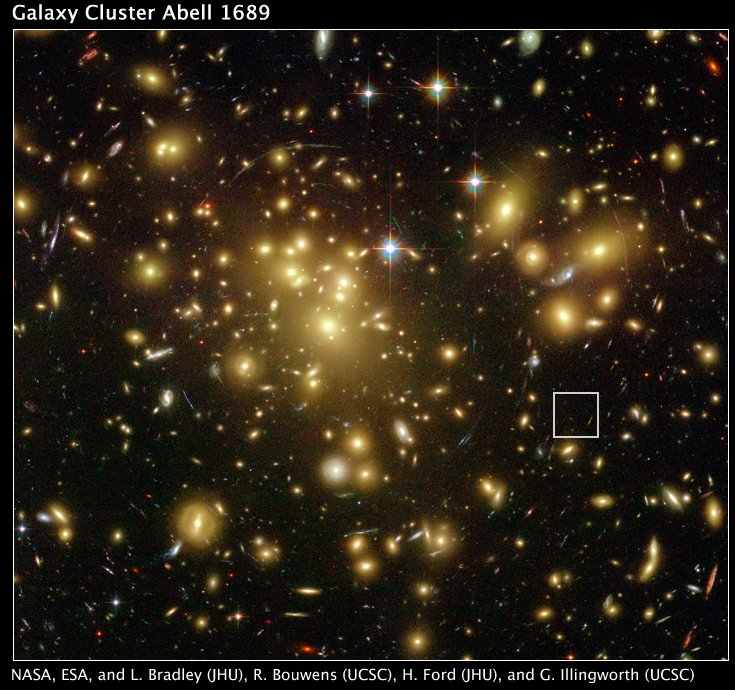 Galaxy Cluster Abell 1689
NASA, ESA, and L. Bradley (JHU), R. Bouwens (UCSC), H. Ford (JHU), and G. Illingworth (UCSC)